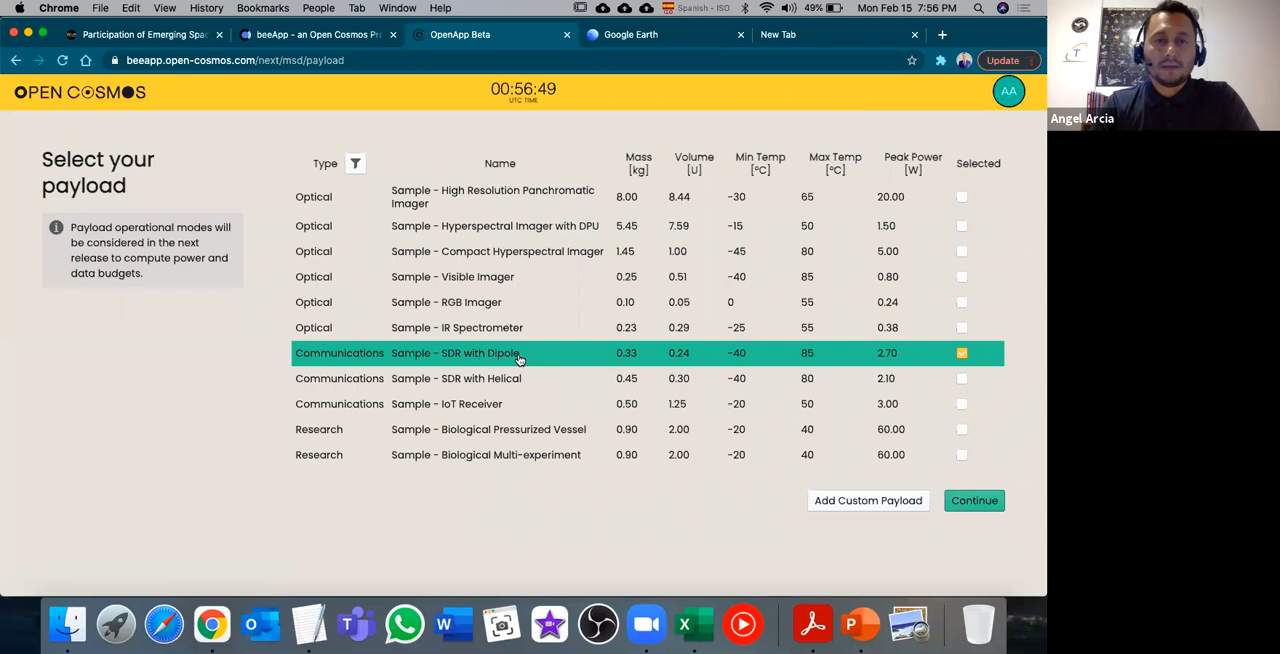 Chrome File Edit View History Bookmarks People Tab Window Help Spanish - ISO 49% Mon Feb 15 7:56 PM
Participation of Emerging Spac beeApp - an Open Cosmos Pro OpenApp Beta Google Earth New Tab
beeapp.open-cosmos.com/next/msd/payload Update
OPEN COSMOS 00:56:49 AA
UTC TIME
Angel Arcia
Select your
payload
Payload operational modes will
be considered in the next
release to compute power and
data budgets.
Type Name Mass [kg] Volume [U] Min Temp [ºC] Max Temp [ºC] Peak Power [W] Selected
Optical Sample - High Resolution Panchromatic Imager 8.00 8.44 -30 65 20.00
Optical Sample - Hyperspectral Imager with DPU 5.45 7.59 -15 50 1.50
Optical Sample - Compact Hyperspectral Imager 1.45 1.00 -45 80 5.00
Optical Sample - Visible Imager 0.25 0.51 -40 85 0.80
Optical Sample - RGB Imager 0.10 0.05 0 55 0.24
Optical Sample - IR Spectrometer 0.23 0.29 -25 55 0.38
Communications Sample - SDR with Dipole 0.33 0.24 -40 85 2.70
Communications Sample - SDR with Helical 0.45 0.30 -40 80 2.10
Communications Sample - IoT Receiver 0.50 1.25 -20 50 3.00
Research Sample - Biological Pressurized Vessel 0.90 2.00 -20 40 60.00
Research Sample - Biological Multi-experiment 0.90 2.00 -20 40 60.00
Add Custom Payload Continue